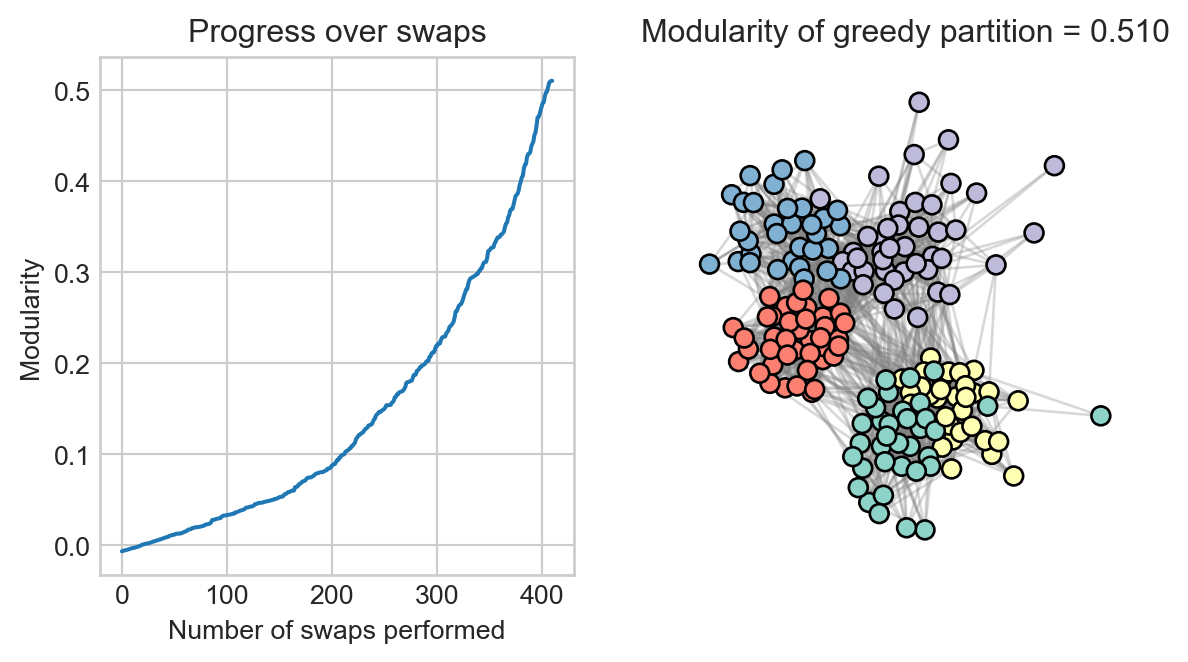 Progress over swaps
Modularity of greedy partition = 0.510
Modularity
0.5
0.4
0.3
0.2
0.1
0.0
0 100 200 300 400
Number of swaps performed